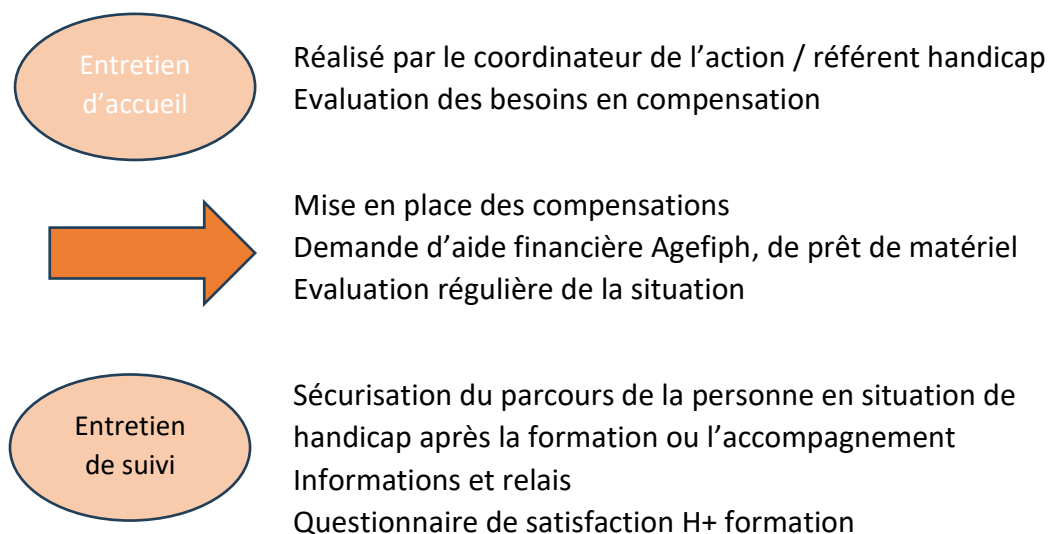 Entretien
d’accueil
Réalisé par le coordinateur de l’action / référent handicap
Evaluation des besoins en compensation
Mise en place des compensations
Demande d’aide financière Agefiph, de prêt de matériel
Evaluation régulière de la situation
Entretien
de suivi
Sécurisation du parcours de la personne en situation de
handicap après la formation ou l’accompagnement
Informations et relais
Questionnaire de satisfaction H+ formation